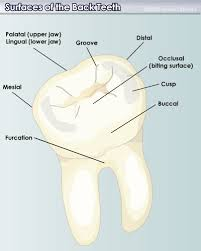 Surfaces of the Back Teeth
Palatal (upper jaw)
Lingual (lower jaw)
Groove
Distal
Occlusal
(biting surface)
Mesial
Cusp
Buccal
Furcation